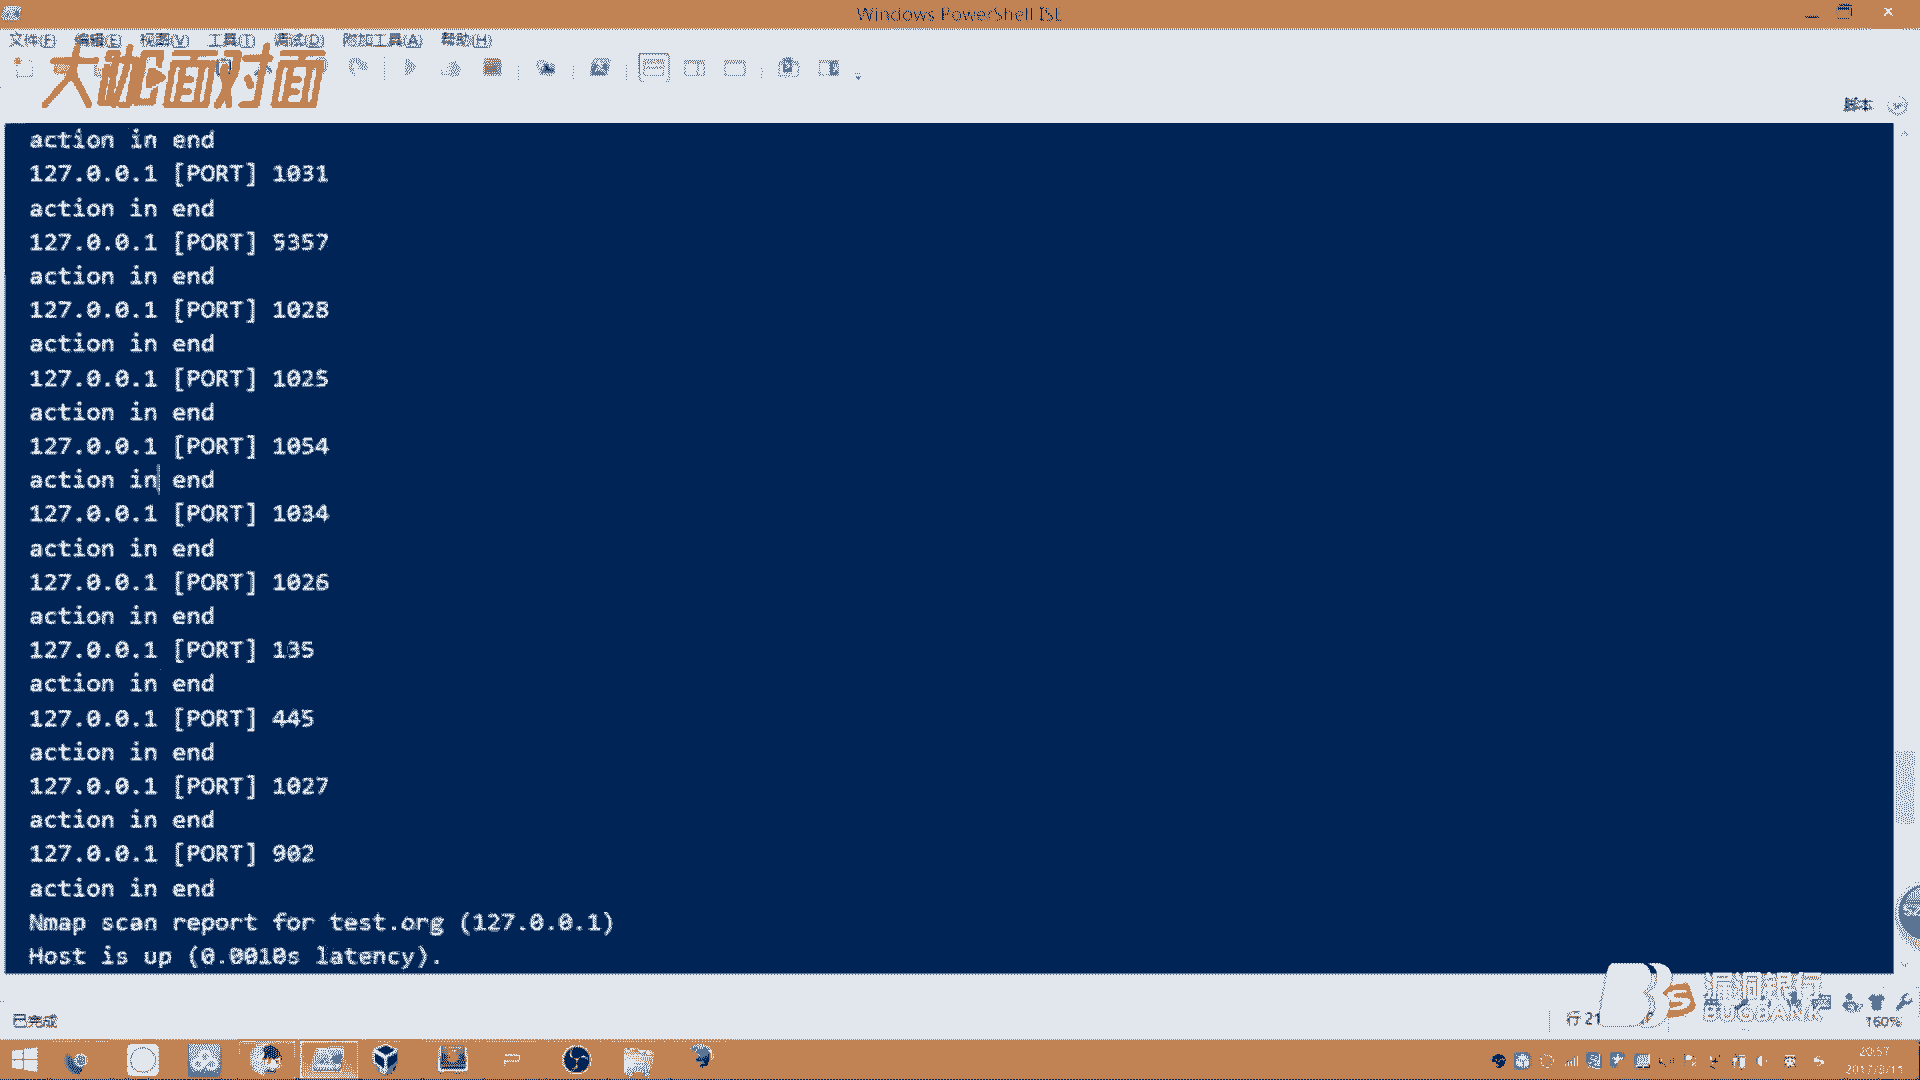 Windows PowerShell ISE
文件(F) 编辑(E) 视图(V) 工具(T) 调试(D) 附加工具(A) 帮助(H)
大咖面对面
脚本
action in end
127.0.0.1 [PORT] 1031
action in end
127.0.0.1 [PORT] 5357
action in end
127.0.0.1 [PORT] 1028
action in end
127.0.0.1 [PORT] 1025
action in end
127.0.0.1 [PORT] 1054
action in end
127.0.0.1 [PORT] 1034
action in end
127.0.0.1 [PORT] 1026
action in end
127.0.0.1 [PORT] 135
action in end
127.0.0.1 [PORT] 445
action in end
127.0.0.1 [PORT] 1027
action in end
127.0.0.1 [PORT] 902
action in end
Nmap scan report for test.org (127.0.0.1)
Host is up (0.0010s latency).
漏洞银行
BUGBANK
已完成
行 21
160%
20:57